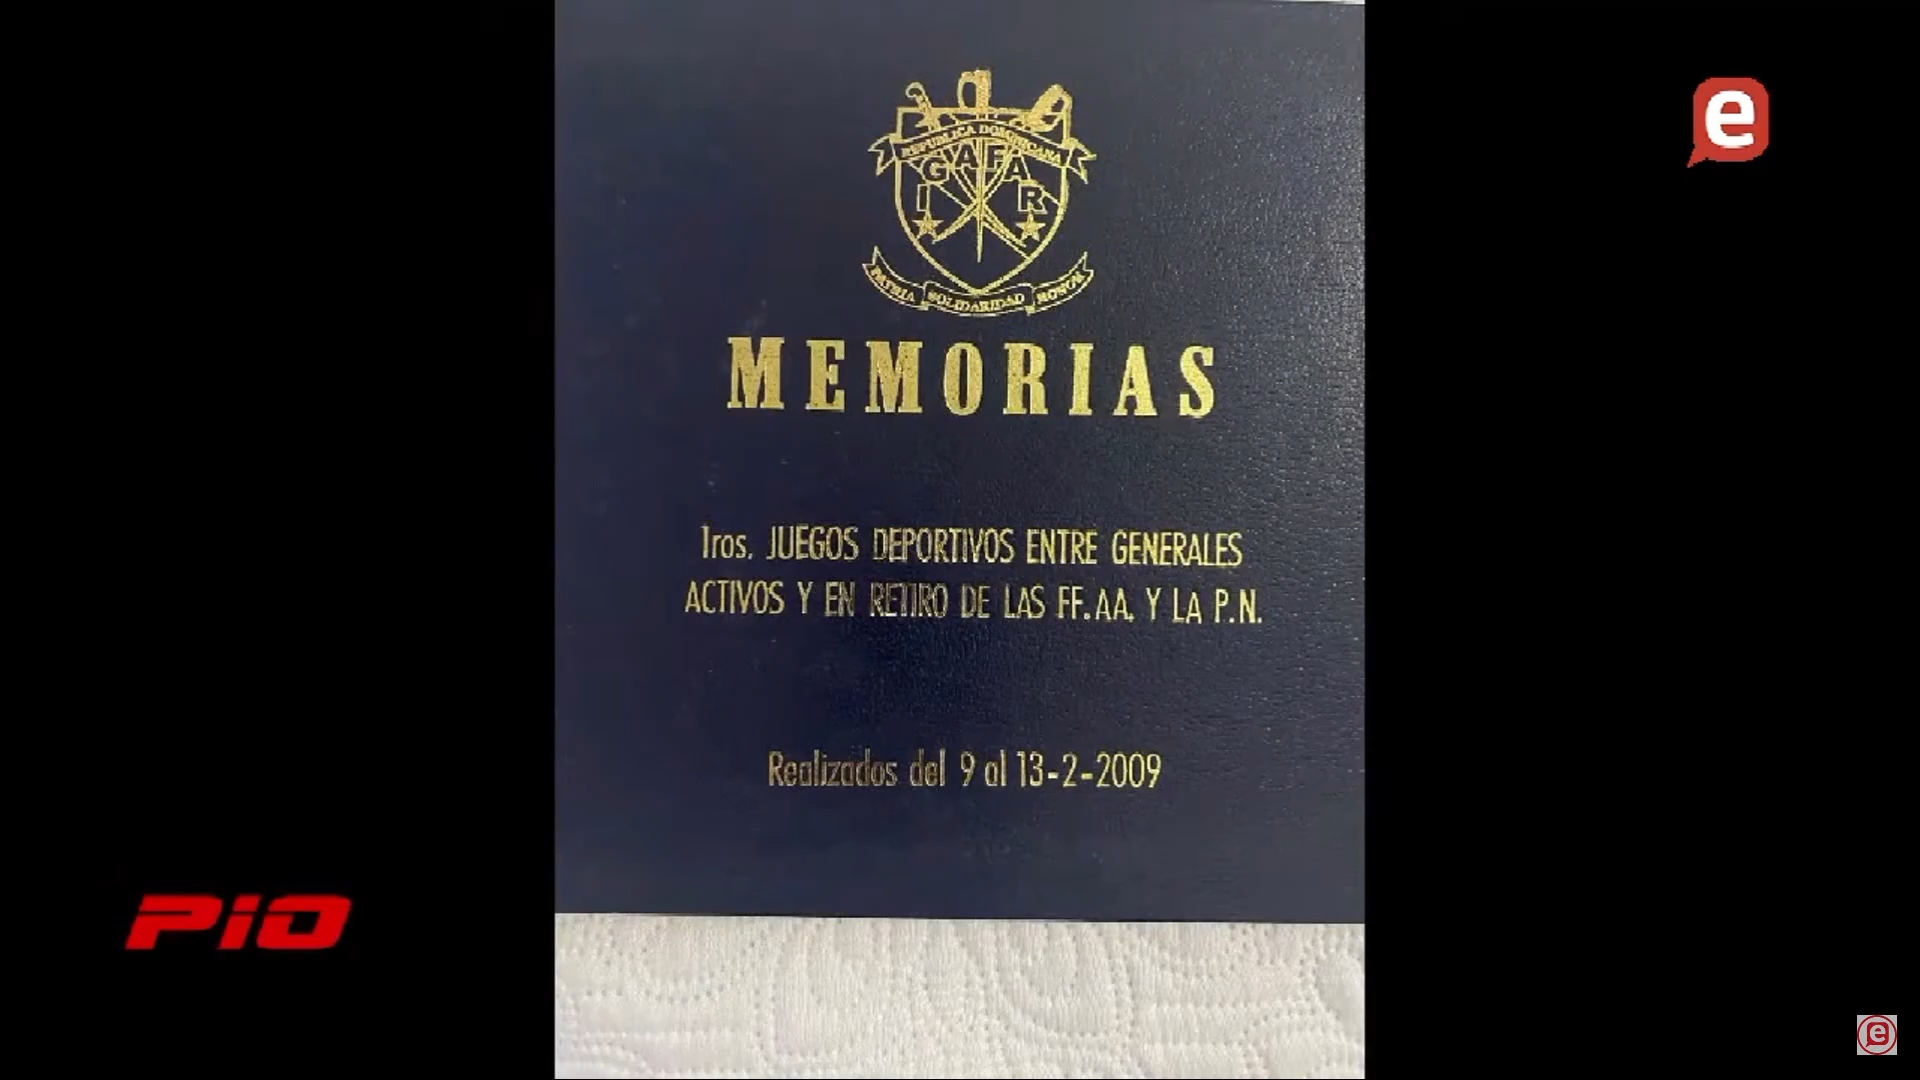 REPUBLICA DOMINICANA
IGAFAR
PATRIA SOLIDARIDAD HONOR
MEMORIAS
1ros. JUEGOS DEPORTIVOS ENTRE GENERALES
ACTIVOS Y EN RETIRO DE LAS FF.AA. Y LA P.N.
Realizados del 9 al 13-2-2009
e
PiO
e